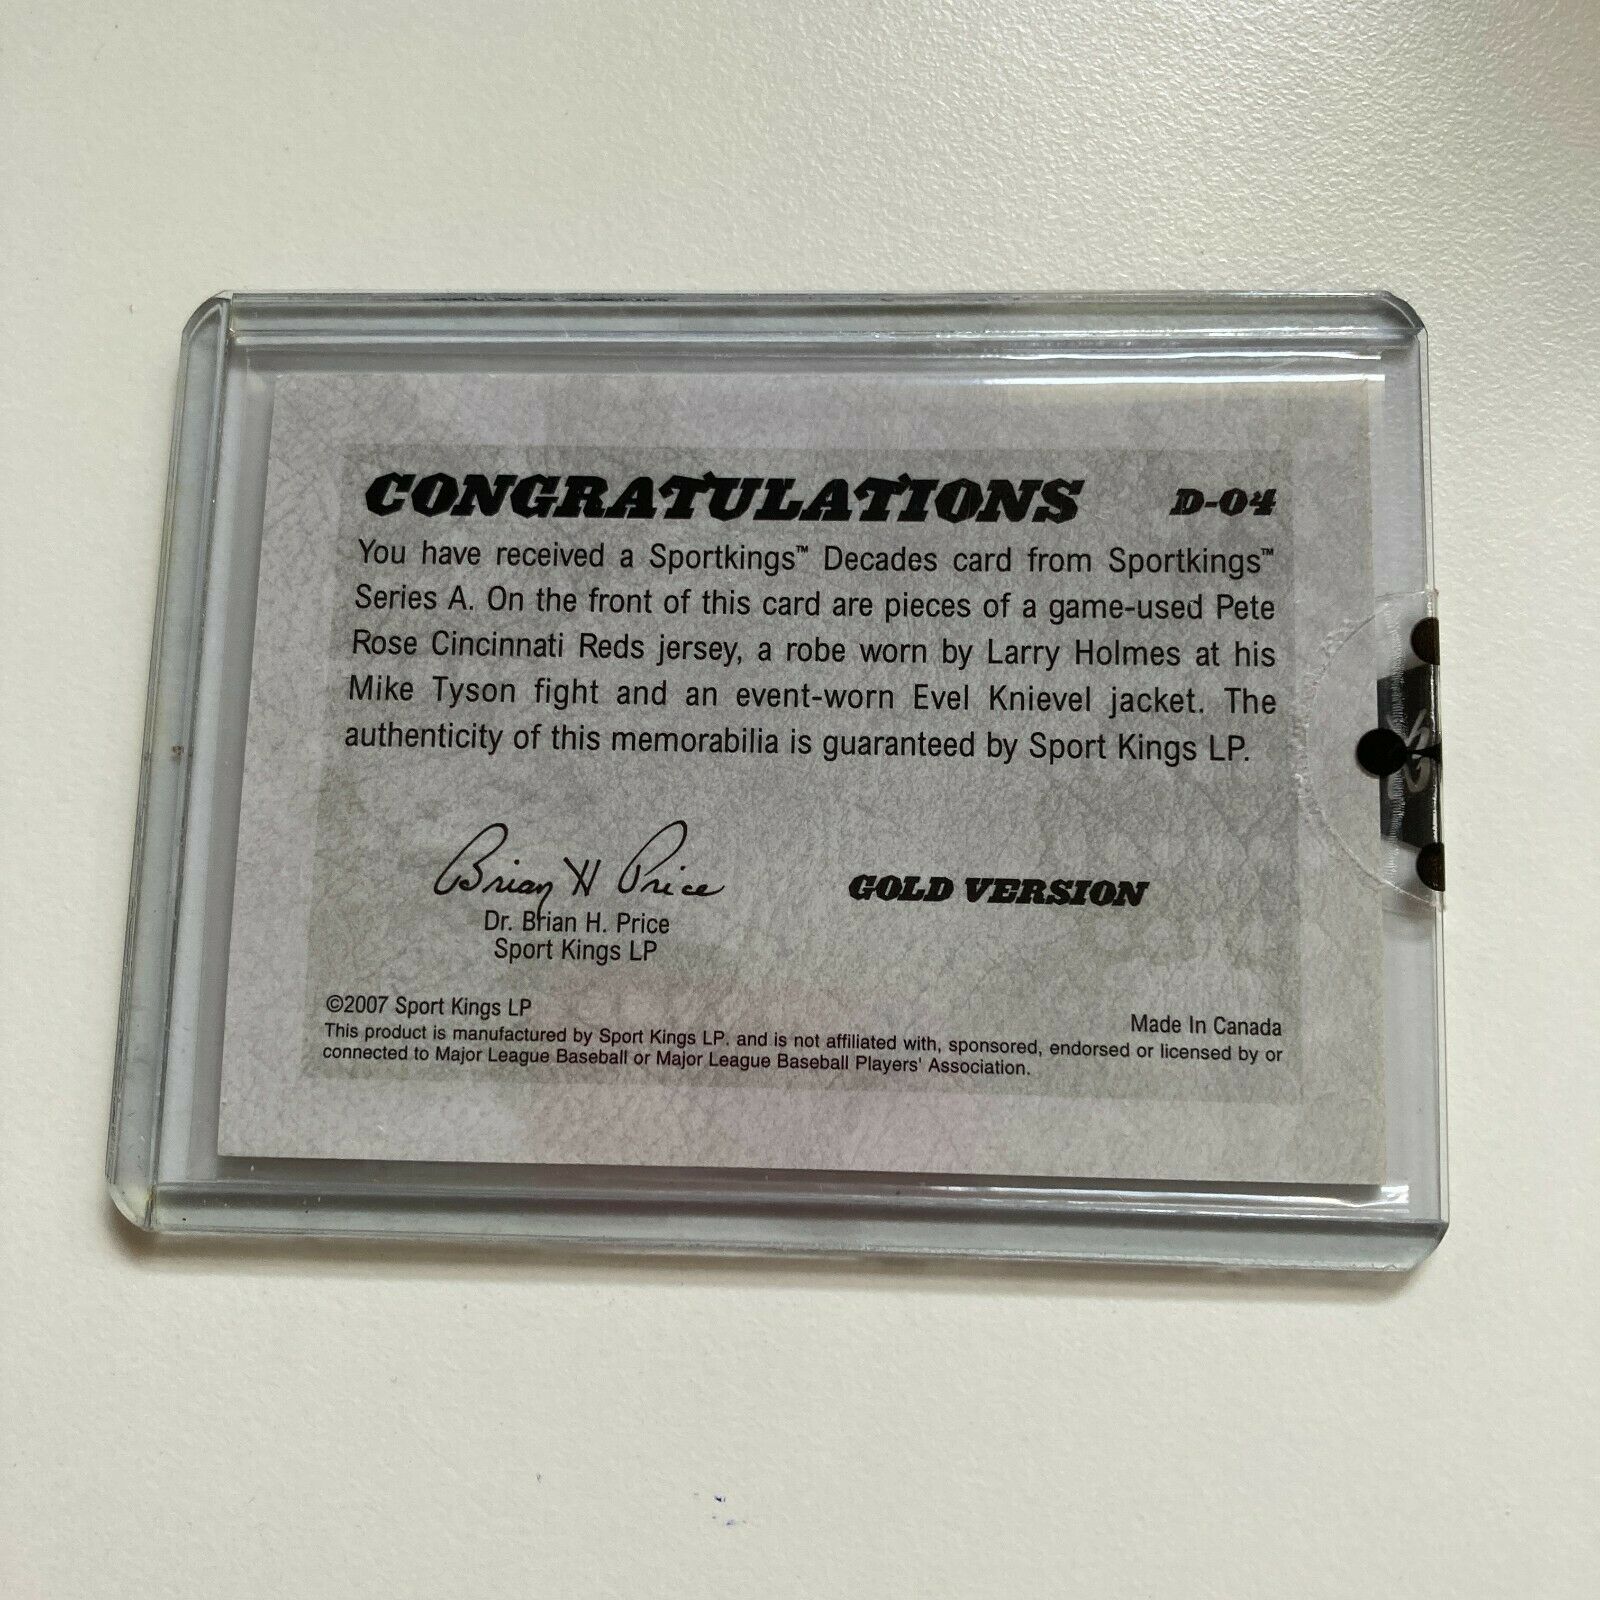 CONGRATULATIONS D-04
You have received a Sportkings™ Decades card from Sportkings™
Series A. On the front of this card are pieces of a game-used Pete
Rose Cincinnati Reds jersey, a robe worn by Larry Holmes at his
Mike Tyson fight and an event-worn Evel Knievel jacket. The
authenticity of this memorabilia is guaranteed by Sport Kings LP.
Brian H Price
Dr. Brian H. Price
Sport Kings LP
GOLD VERSION
©2007 Sport Kings LP
Made In Canada
This product is manufactured by Sport Kings LP. and is not affiliated with, sponsored, endorsed or licensed by or
connected to Major League Baseball or Major League Baseball Players' Association.